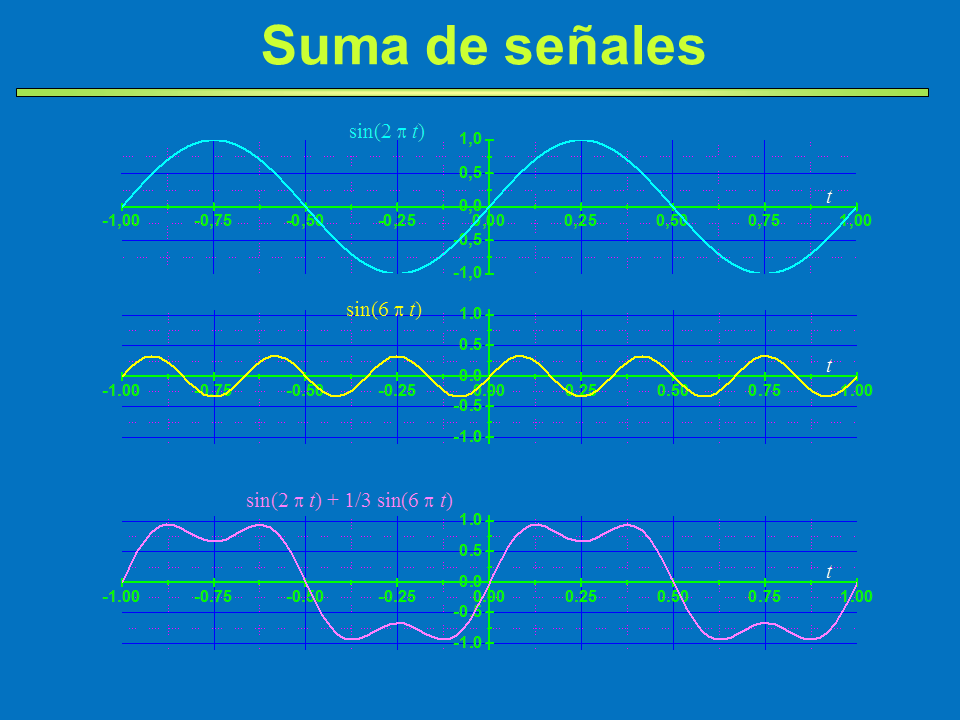 Suma de señales
sin(2 π t)
1,0
0,5
0,0
t
-1,00 -0,75 -0,50 -0,25 0,00 0,25 0,50 0,75 1,00
-0,5
-1,0
sin(6 π t)
1.0
0.5
0.0
t
-1.00 -0.75 -0.50 -0.25 0.00 0.25 0.50 0.75 1.00
-0.5
-1.0
sin(2 π t) + 1/3 sin(6 π t)
1.0
0.5
0.0
t
-1.00 -0.75 -0.50 -0.25 0.00 0.25 0.50 0.75 1.00
-0.5
-1.0